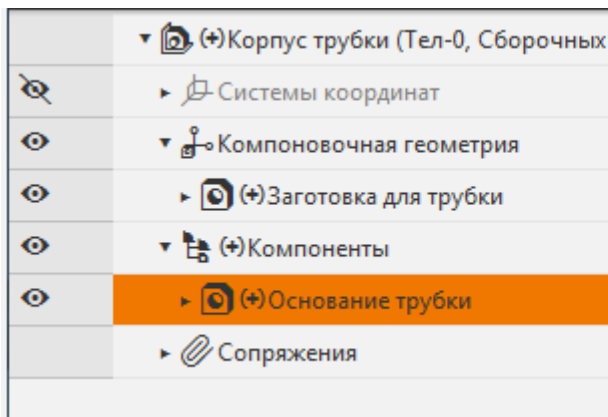 (+)Корпус трубки (Тел-0, Сборочных
Системы координат
Компоновочная геометрия
(+)Заготовка для трубки
(+)Компоненты
(+)Основание трубки
Сопряжения